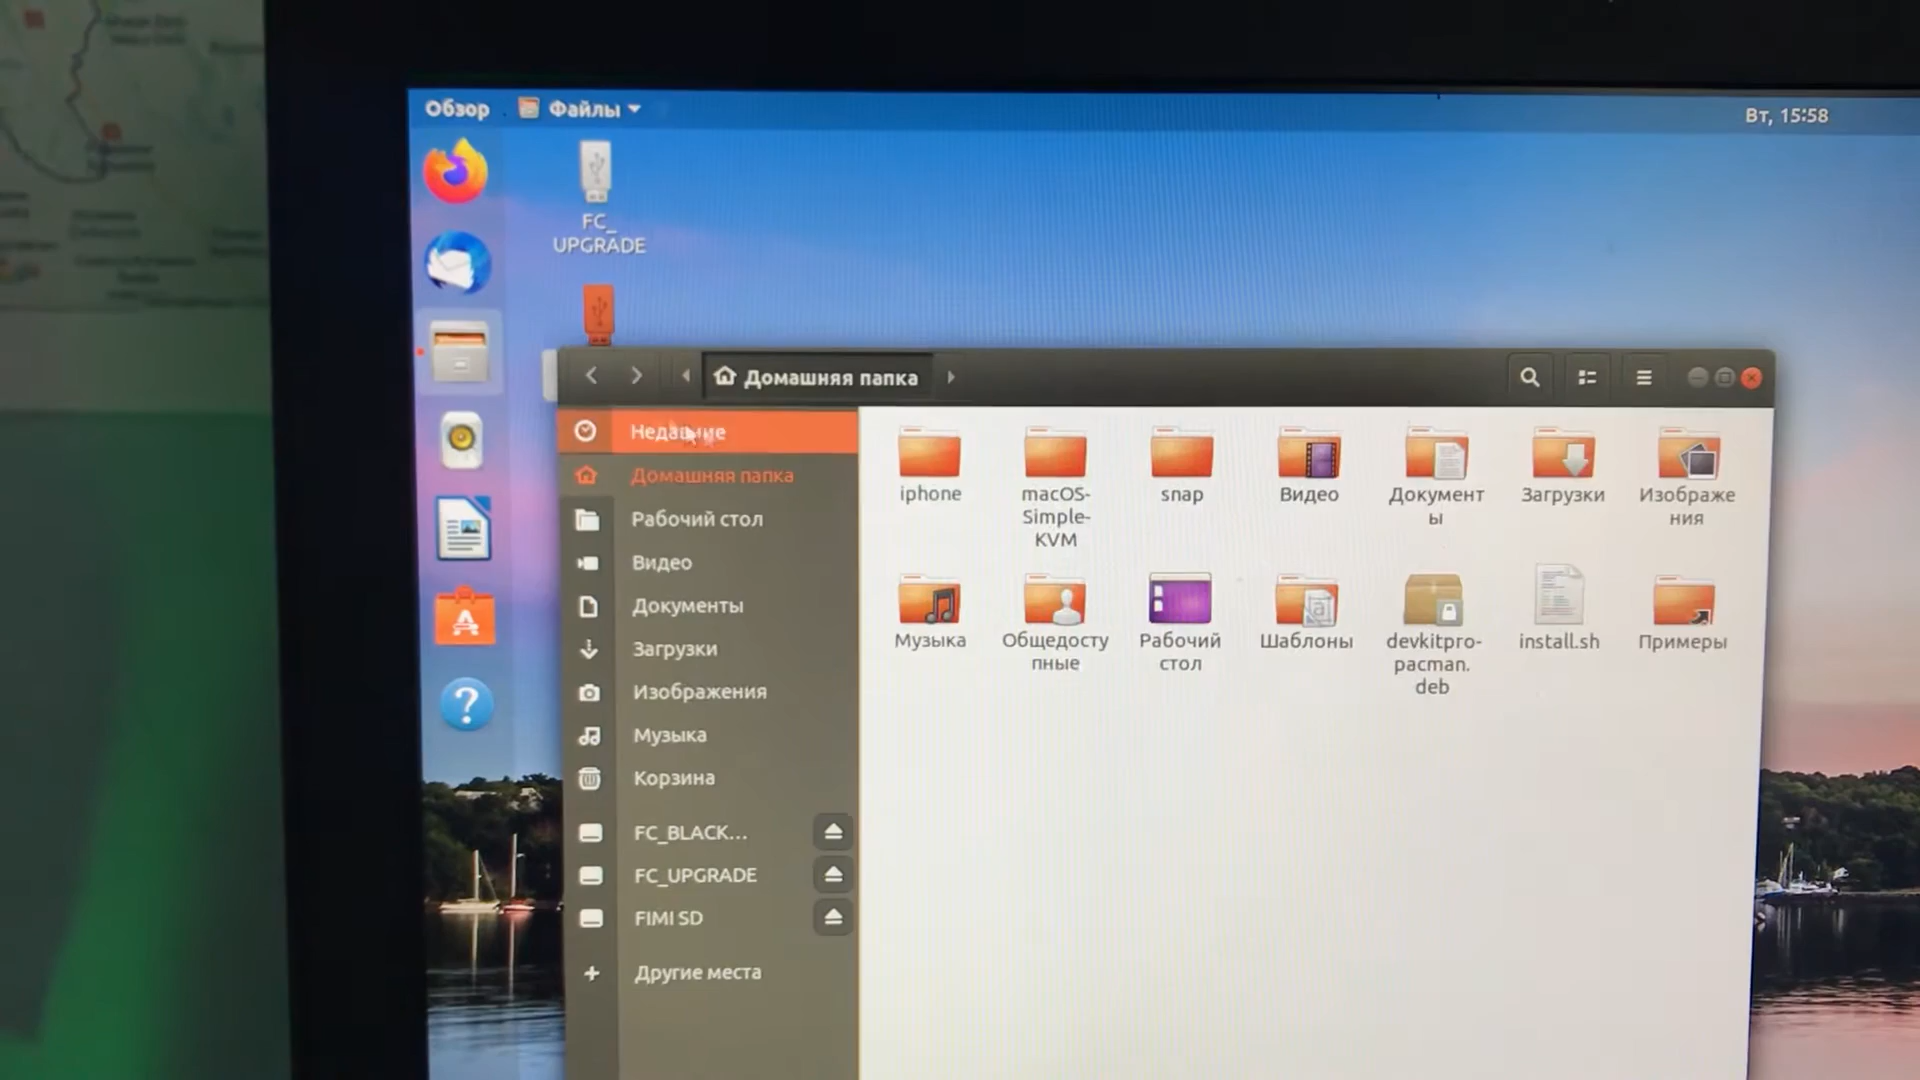 Обзор
Файлы
Вт, 15:58
FC_
UPGRADE
Домашняя папка
Недавние
Домашняя папка
Рабочий стол
Видео
Документы
Загрузки
Изображения
Музыка
Корзина
FC_BLACK...
FC_UPGRADE
FIMI SD
Другие места
iphone
macOS-
Simple-
KVM
snap
Видео
Документ
ы
Загрузки
Изображе
ния
Музыка
Общедосту
пные
Рабочий
стол
Шаблоны
devkitpro-
pacman.
deb
install.sh
Примеры